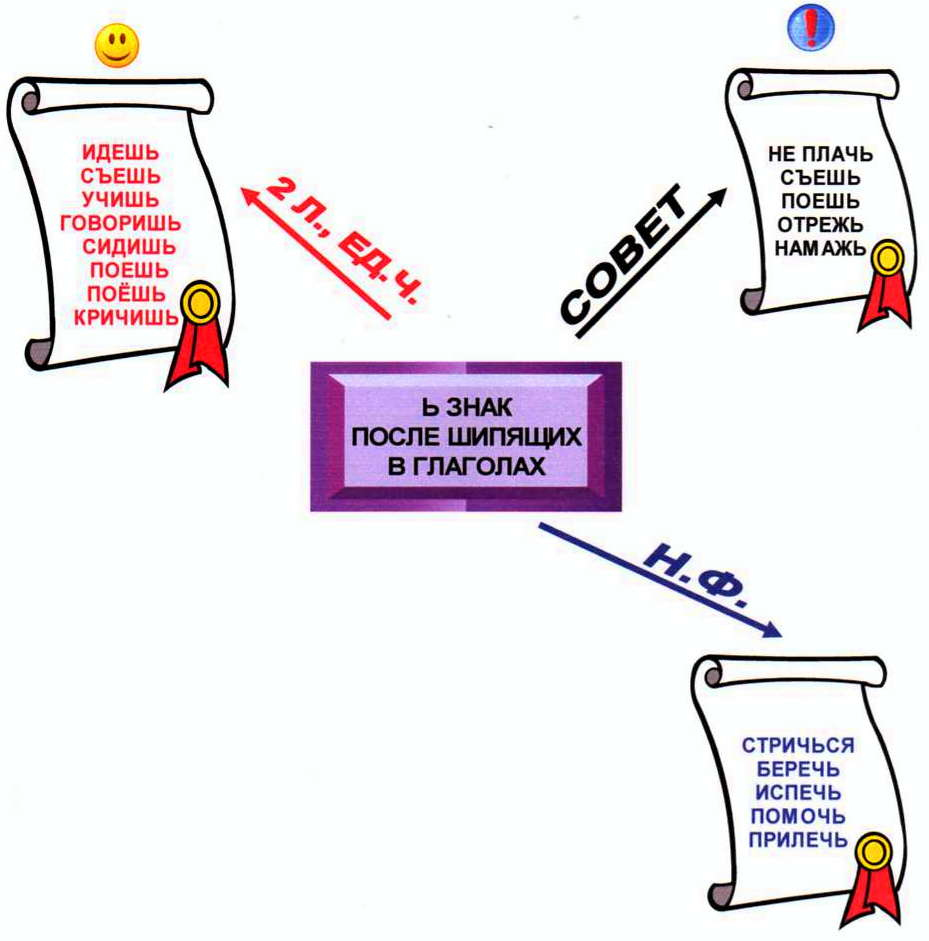 ИДЕШЬ
СЪЕШЬ
УЧИШЬ
ГОВОРИШЬ
СИДИШЬ
ПОЕШЬ
ПОЁШЬ
КРИЧИШЬ
2 Л., ЕД.Ч.
СОВЕТ
НЕ ПЛАЧЬ
СЪЕШЬ
ПОЕШЬ
ОТРЕЖЬ
НАМАЖЬ
Ь ЗНАК
ПОСЛЕ ШИПЯЩИХ
В ГЛАГОЛАХ
Н.Ф.
СТРИЧЬСЯ
БЕРЕЧЬ
ИСПЕЧЬ
ПОМОЧЬ
ПРИЛЕЧЬ